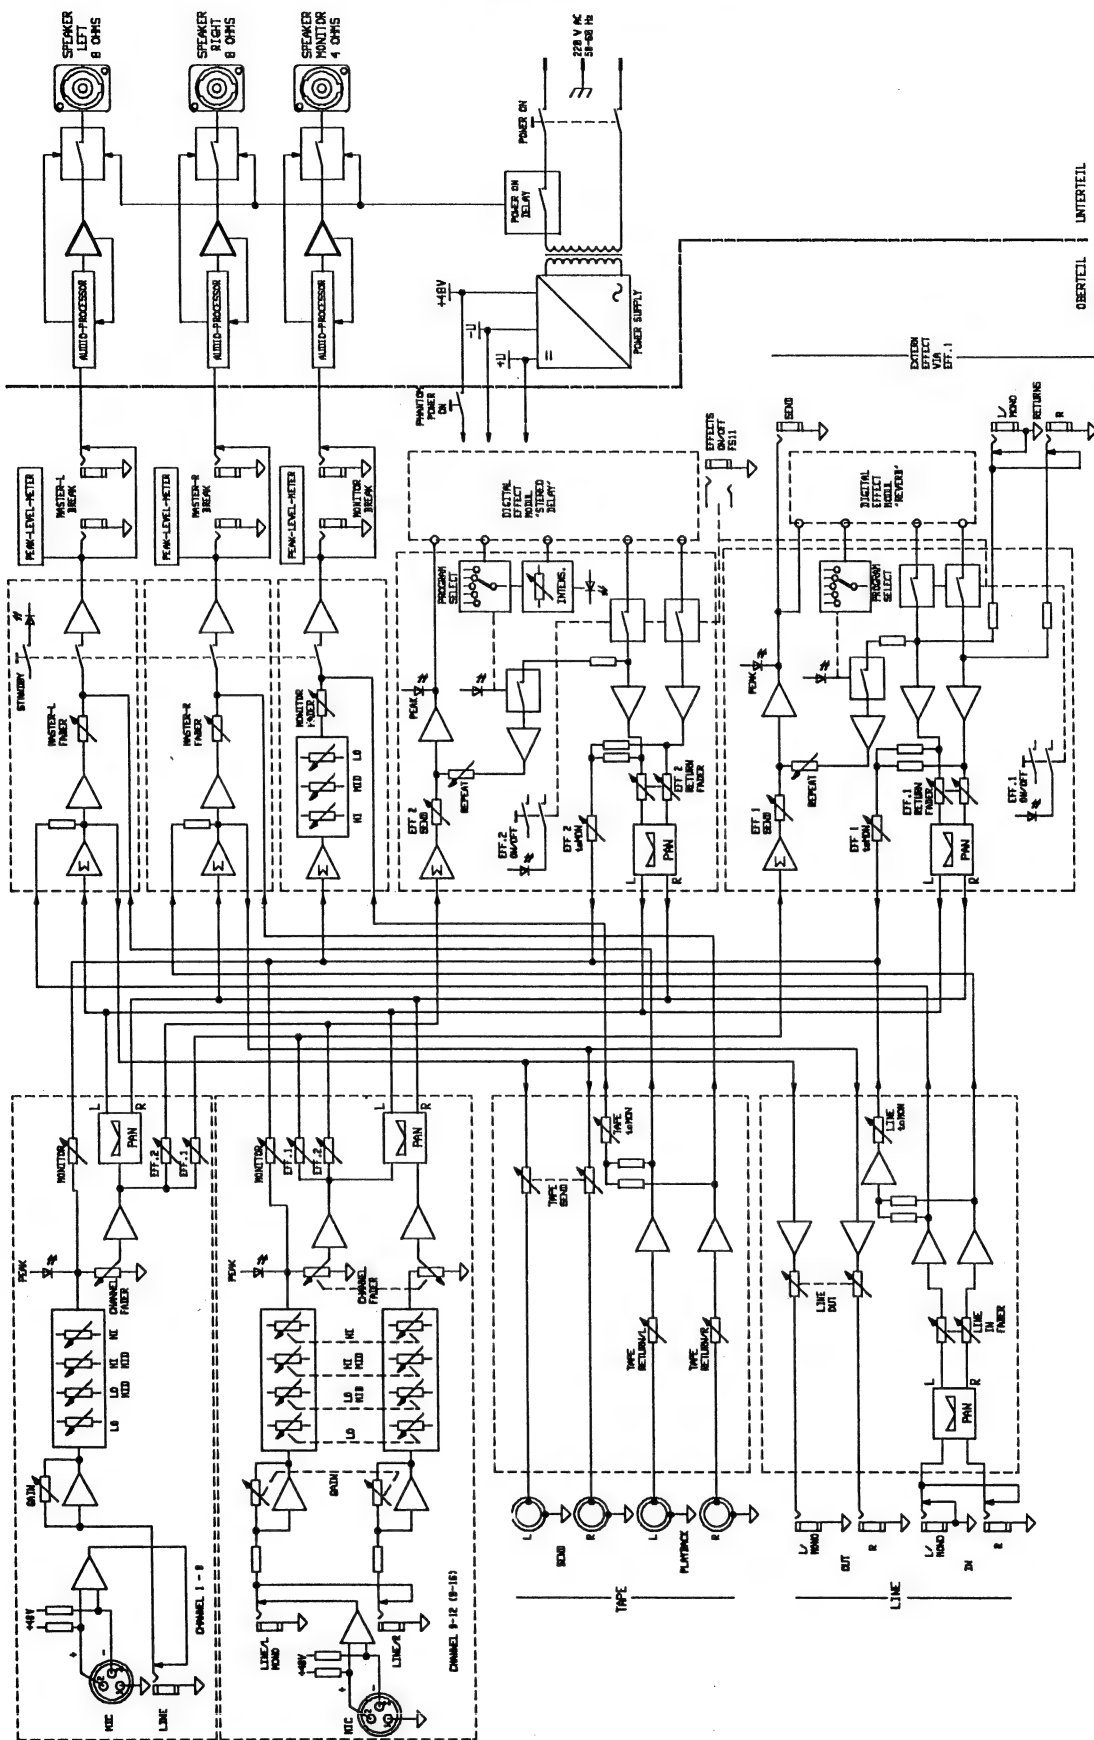 SPEAKER
LEFT
8 OHMS
SPEAKER
RIGHT
8 OHMS
SPEAKER
MONITOR
4 OHMS
220 V AC
50-60 Hz
POWER ON
POWER ON
DELAY
AUDIO-PROCESSOR
AUDIO-PROCESSOR
AUDIO-PROCESSOR
+48V
-U
+U
=
~
POWER SUPPLY
UNTERTEIL
OBERTEIL
PHANTOM
POWER
ON
EXTERN
EFFECT
VIA
EFF.1
PEAK-LEVEL-METER
MASTER-L
BREAK
PEAK-LEVEL-METER
MASTER-R
BREAK
PEAK-LEVEL-METER
MONITOR
BREAK
DIGITAL
EFFECT
MODUL
"STEREO
DELAY"
EFFECTS
ON/OFF
FS11
SEND
DIGITAL
EFFECT
MODUL
"REVERB"
L/
MONO
RETURNS
R
STANDBY
MASTER-L
FADER
MASTER-R
FADER
MONITOR
FADER
HI
MID
LO
PEAK
PROGRAM
SELECT
INTENS.
EFF 2
SEND
REPEAT
EFF.2
ON/OFF
EFF 2
toMON
EFF 2
RETURN
FADER
PAN
L
R
PEAK
PROGRAM
SELECT
EFF 1
SEND
REPEAT
EFF 1
toMON
EFF.1
RETURN
FADER
EFF.1
ON/OFF
PAN
L
R
Σ
Σ
Σ
Σ
Σ
MONITOR
L
R
PAN
EFF.2
EFF.1
PEAK
CHANNEL
FADER
HI
HI
MID
LO
MID
LO
GAIN
+48V
+
-
MIC
LINE
CHANNEL 1 - 8
MONITOR
EFF.1
EFF.2
L
R
PAN
PEAK
CHANNEL
FADER
HI
HI
MID
LO
MID
LO
GAIN
LINE/L
MONO
LINE/R
+48V
+
-
MIC
CHANNEL 9-12 (9-16)
TAPE
toMON
TAPE
SEND
TAPE
RETURN/L
TAPE
RETURN/R
L
SEND
R
L
PLAYBACK
R
TAPE
LINE
toMON
LINE
OUT
LINE
IN
FADER
L
R
PAN
L/
MONO
OUT
R
L/
MONO
IN
R
LINE